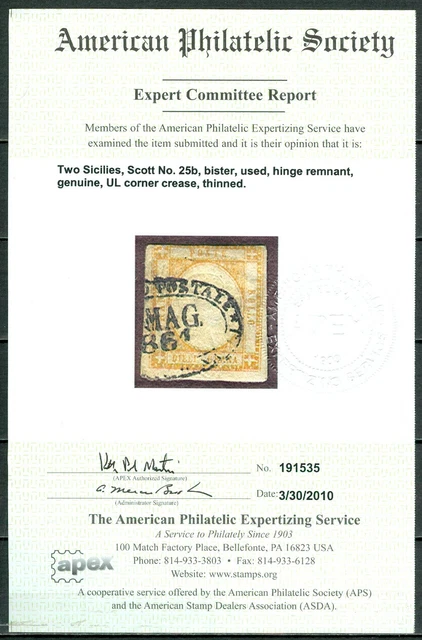 American Philatelic Society
Expert Committee Report
Members of the American Philatelic Expertizing Service have
examined the item submitted and it is their opinion that it is:
Two Sicilies, Scott No. 25b, bister, used, hinge remnant,
genuine, UL corner crease, thinned.
POSTALE
MAG
861
(APEX Authorized Signature)
No. 191535
(Administrator Signature)
Date: 3/30/2010
The American Philatelic Expertizing Service
A Service to Philately Since 1903
100 Match Factory Place, Bellefonte, PA 16823 USA
Phone: 814-933-3803 • Fax: 814-933-6128
Website: www.stamps.org
apex
A cooperative service offered by the American Philatelic Society (APS)
and the American Stamp Dealers Association (ASDA).